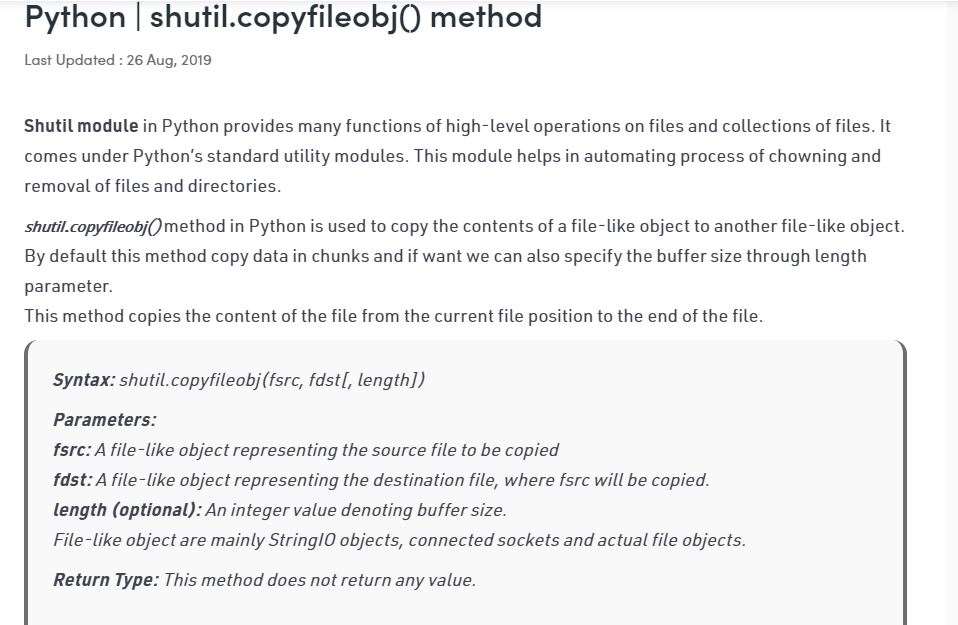 Python | shutil.copyfileobj() method
Last Updated : 26 Aug, 2019
Shutil module in Python provides many functions of high-level operations on files and collections of files. It
comes under Python's standard utility modules. This module helps in automating process of chowning and
removal of files and directories.
shutil.copyfileobj() method in Python is used to copy the contents of a file-like object to another file-like object.
By default this method copy data in chunks and if want we can also specify the buffer size through length
parameter.
This method copies the content of the file from the current file position to the end of the file.
Syntax: shutil.copyfileobj(fsrc, fdst[, length])
Parameters:
fsrc: A file-like object representing the source file to be copied
fdst: A file-like object representing the destination file, where fsrc will be copied.
length (optional): An integer value denoting buffer size.
File-like object are mainly StringIO objects, connected sockets and actual file objects.
Return Type: This method does not return any value.